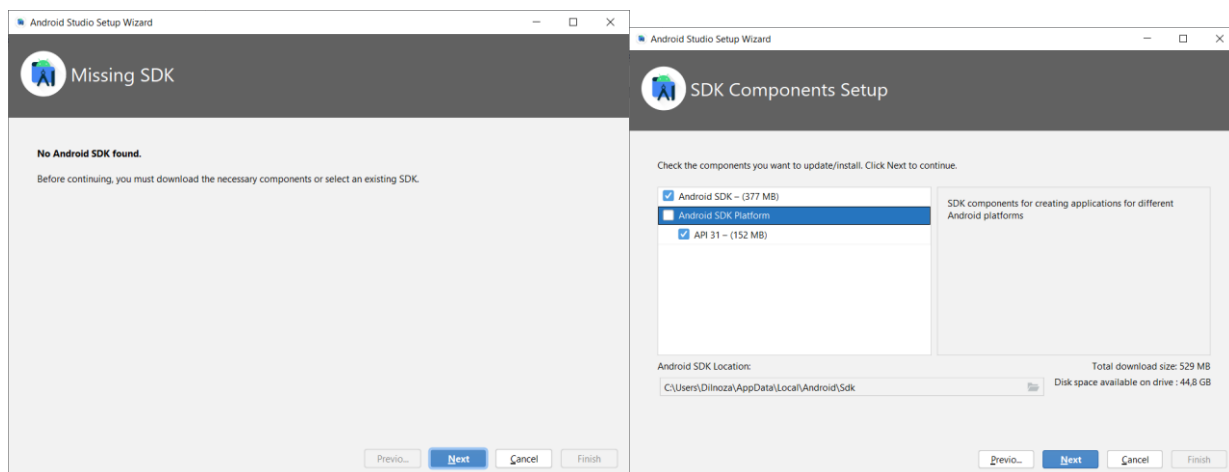 Android Studio Setup Wizard
Missing SDK
No Android SDK found.
Before continuing, you must download the necessary components or select an existing SDK.
Previo...
Next
Cancel
Finish
Android Studio Setup Wizard
SDK Components Setup
Check the components you want to update/install. Click Next to continue.
Android SDK – (377 MB)
Android SDK Platform
API 31 – (152 MB)
SDK components for creating applications for different
Android platforms
Android SDK Location:
Total download size: 529 MB
C:\Users\Dilnoza\AppData\Local\Android\Sdk
Disk space available on drive : 44,8 GB
Previo...
Next
Cancel
Finish